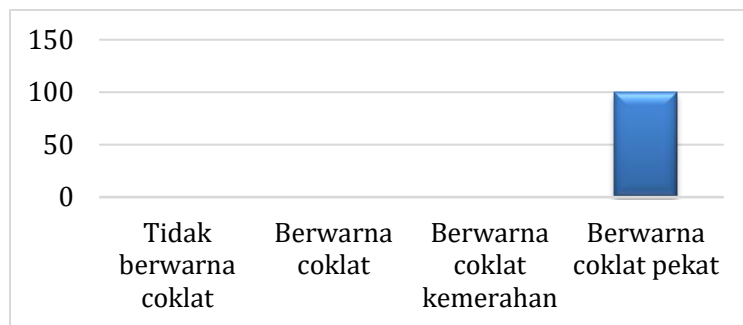 150
100
50
0
Tidak berwarna coklat
Berwarna coklat
Berwarna coklat kemerahan
Berwarna coklat pekat